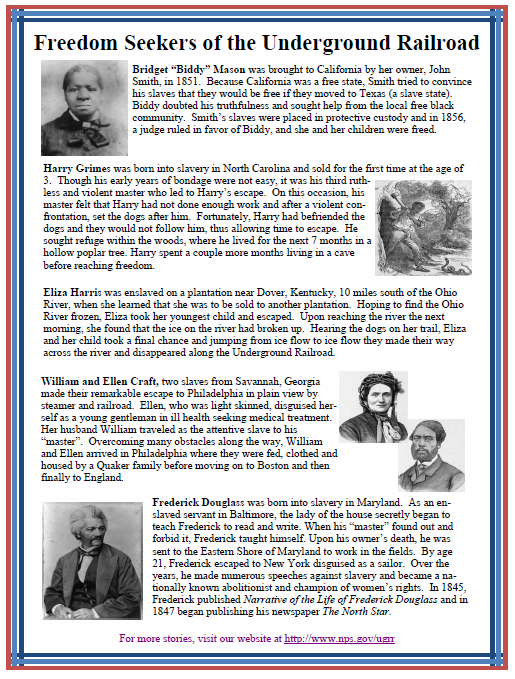 Freedom Seekers of the Underground Railroad
Bridget “Biddy” Mason was brought to California by her owner, John
Smith, in 1851.  Because California was a free state, Smith tried to convince
his slaves that they would be free if they moved to Texas (a slave state).
Biddy doubted his truthfulness and sought help from the local free black
community.  Smith’s slaves were placed in protective custody and in 1856,
a judge ruled in favor of Biddy, and she and her children were freed.
Harry Grimes was born into slavery in North Carolina and sold for the first time at the age of
3.  Though his early years of bondage were not easy, it was his third ruth-
less and violent master who led to Harry’s escape.  On this occasion, his
master felt that Harry had not done enough work and after a violent con-
frontation, set the dogs after him.  Fortunately, Harry had befriended the
dogs and they would not follow him, thus allowing time to escape.  He
sought refuge within the woods, where he lived for the next 7 months in a
hollow poplar tree. Harry spent a couple more months living in a cave
before reaching freedom.
Eliza Harris was enslaved on a plantation near Dover, Kentucky, 10 miles south of the Ohio
River, when she learned that she was to be sold to another plantation.  Hoping to find the Ohio
River frozen, Eliza took her youngest child and escaped.  Upon reaching the river the next
morning, she found that the ice on the river had broken up.  Hearing the dogs on her trail, Eliza
and her child took a final chance and jumping from ice flow to ice flow they made their way
across the river and disappeared along the Underground Railroad.
William and Ellen Craft, two slaves from Savannah, Georgia
made their remarkable escape to Philadelphia in plain view by
steamer and railroad.  Ellen, who was light skinned, disguised her-
self as a young gentleman in ill health seeking medical treatment.
Her husband William traveled as the attentive slave to his
“master”.  Overcoming many obstacles along the way, William
and Ellen arrived in Philadelphia where they were fed, clothed and
housed by a Quaker family before moving on to Boston and then
finally to England.
Frederick Douglass was born into slavery in Maryland.  As an en-
slaved servant in Baltimore, the lady of the house secretly began to
teach Frederick to read and write. When his “master” found out and
forbid it, Frederick taught himself. Upon his owner’s death, he was
sent to the Eastern Shore of Maryland to work in the fields.  By age
21, Frederick escaped to New York disguised as a sailor.  Over the
years, he made numerous speeches against slavery and became a na-
tionally known abolitionist and champion of women’s rights.  In 1845,
Frederick published Narrative of the Life of Frederick Douglass and in
1847 began publishing his newspaper The North Star.
For more stories, visit our website at http://www.nps.gov/ugrr